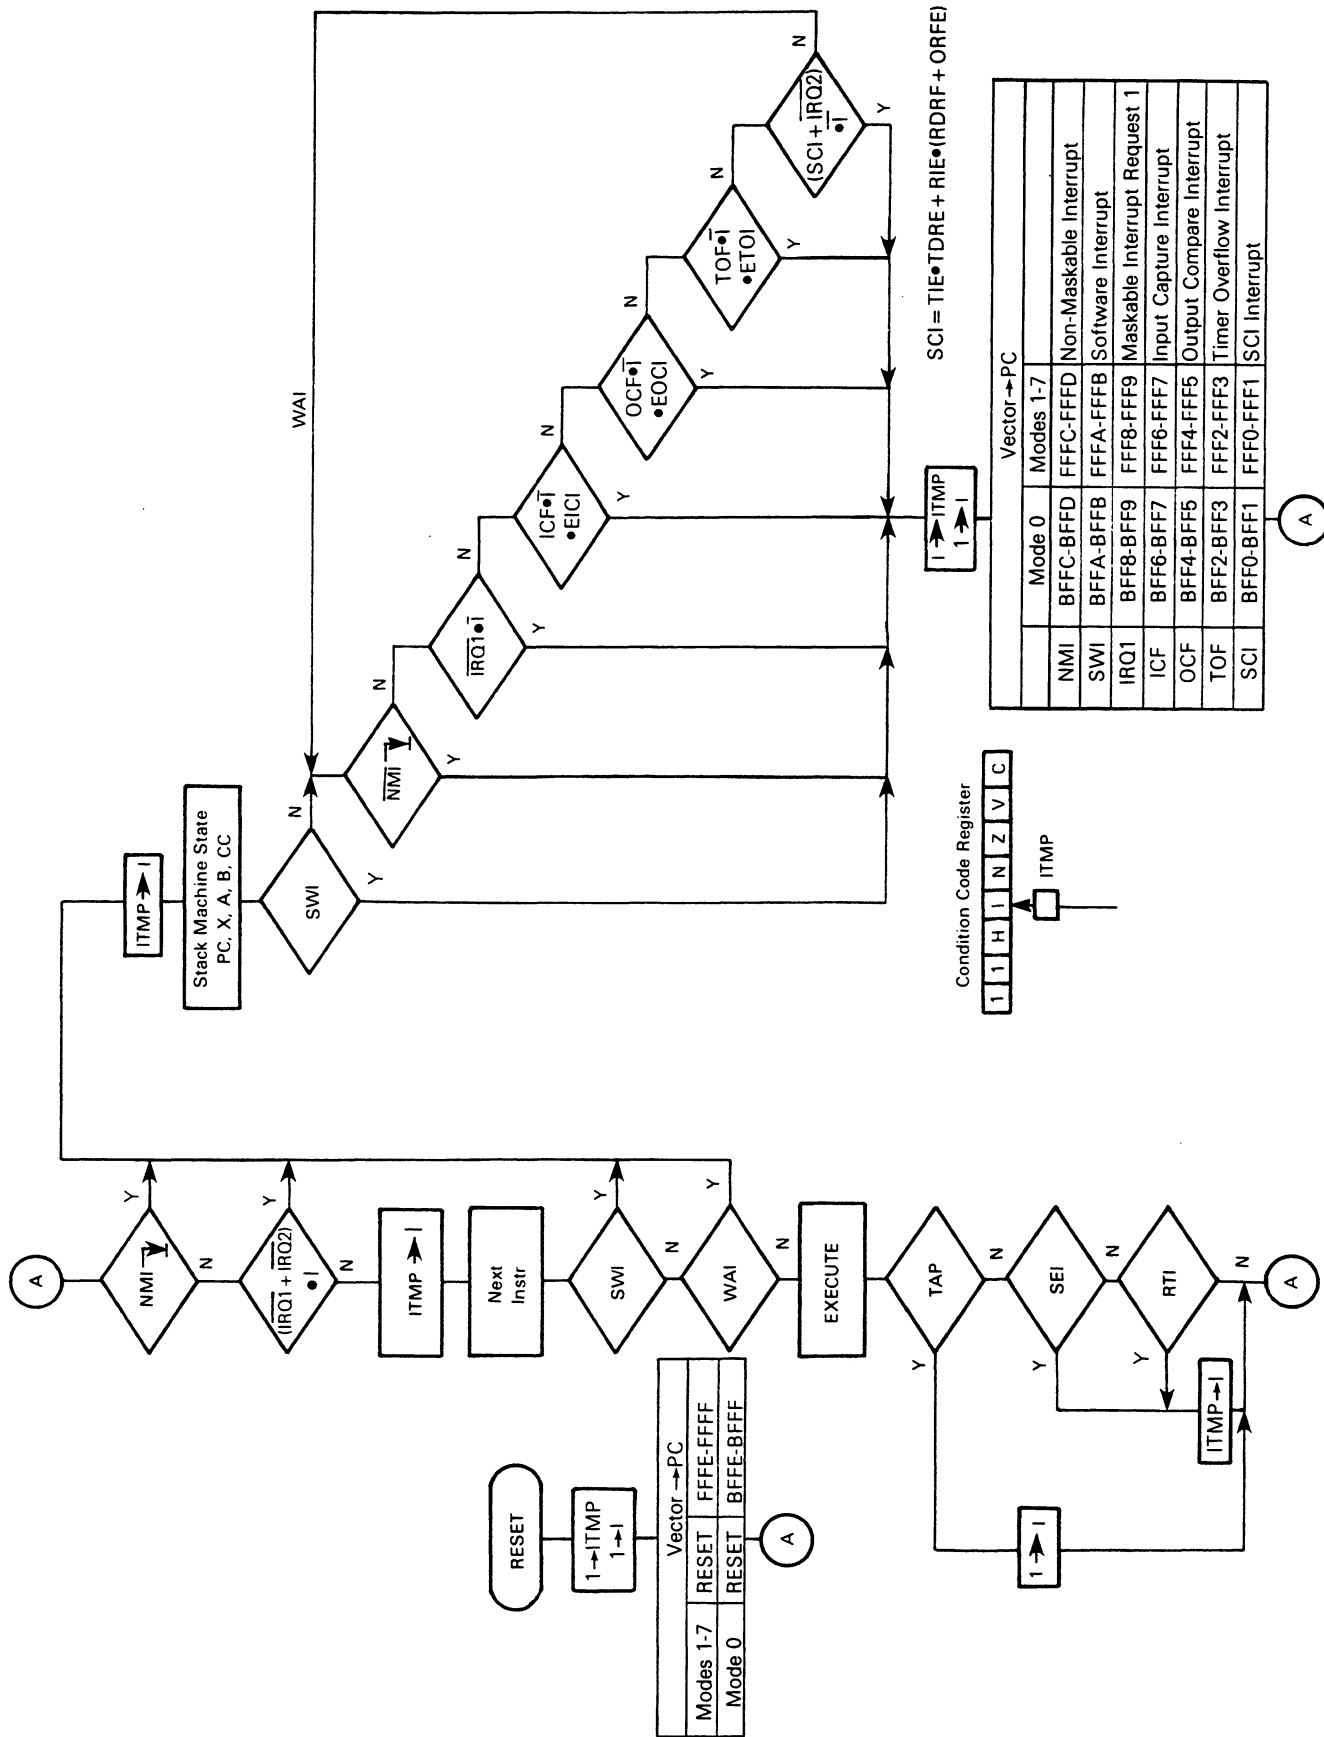 A
NMI
Y
N
(IRQ1 + IRQ2)
•I
Y
N
ITMP→I
Next
Instr
SWI
Y
N
WAI
Y
N
EXECUTE
TAP
Y
N
SEI
Y
N
RTI
Y
N
1→I
ITMP→I
A
RESET
1→ITMP
1→I
Vector→PC
Modes 1-7 RESET FFFE-FFFF
Mode 0 RESET BFFE-BFFF
A
ITMP→I
Stack Machine State
PC, X, A, B, CC
SWI
N
Y
WAI
N̅M̅I̅
N
Y
I̅R̅Q̅1̅•I̅
N
Y
ICF•I̅
•EICI
N
Y
OCF•I̅
•EOCI
N
Y
TOF•I̅
•ETOI
N
Y
(SCI + I̅R̅Q̅2̅)
•I̅
N
Y
SCI = TIE•TDRE + RIE•(RDRF + ORFE)
I→ITMP
1→I
Vector→PC
Mode 0 Modes 1-7
NMI BFFC-BFFD FFFC-FFFD Non-Maskable Interrupt
SWI BFFA-BFFB FFFA-FFFB Software Interrupt
IRQ1 BFF8-BFF9 FFF8-FFF9 Maskable Interrupt Request 1
ICF BFF6-BFF7 FFF6-FFF7 Input Capture Interrupt
OCF BFF4-BFF5 FFF4-FFF5 Output Compare Interrupt
TOF BFF2-BFF3 FFF2-FFF3 Timer Overflow Interrupt
SCI BFF0-BFF1 FFF0-FFF1 SCI Interrupt
A
Condition Code Register
1 1 H I N Z V C
ITMP